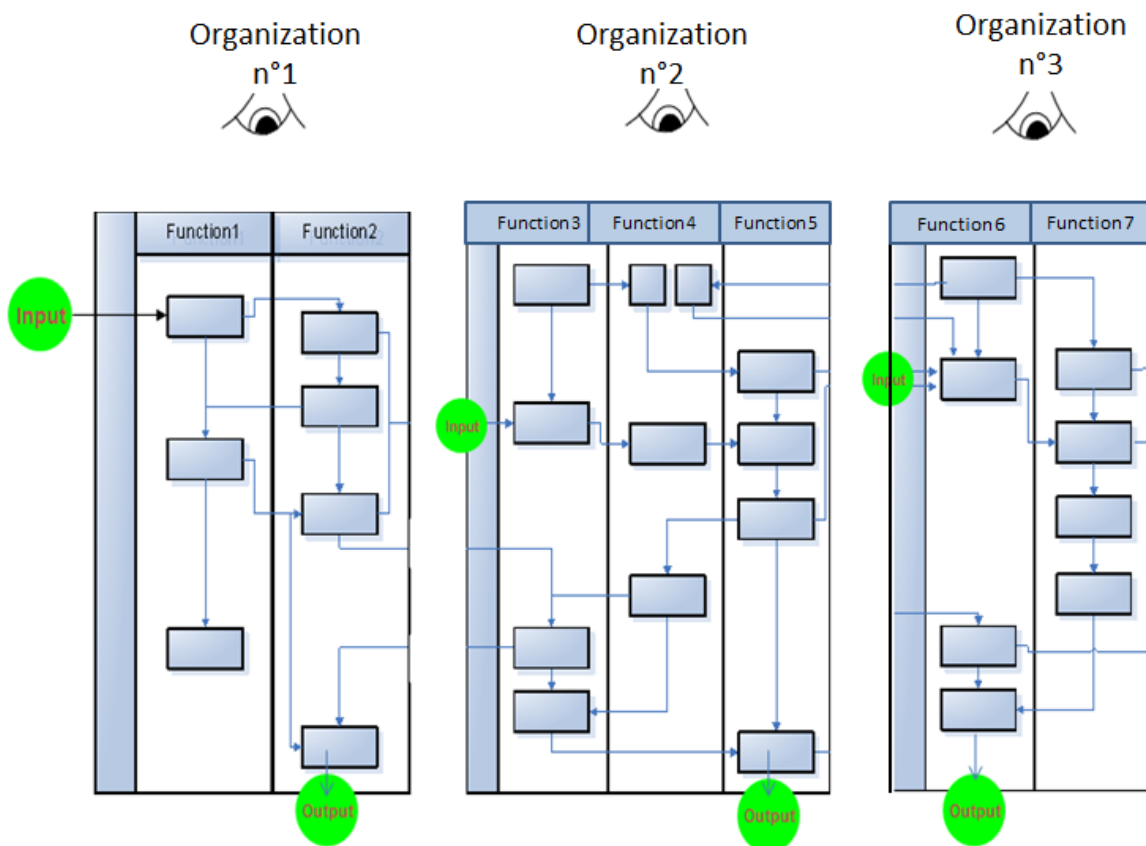 Organization
n°1
Organization
n°2
Organization
n°3
Function1
Function2
Function3
Function4
Function5
Function6
Function7
Input
Input
Input
Output
Output
Output